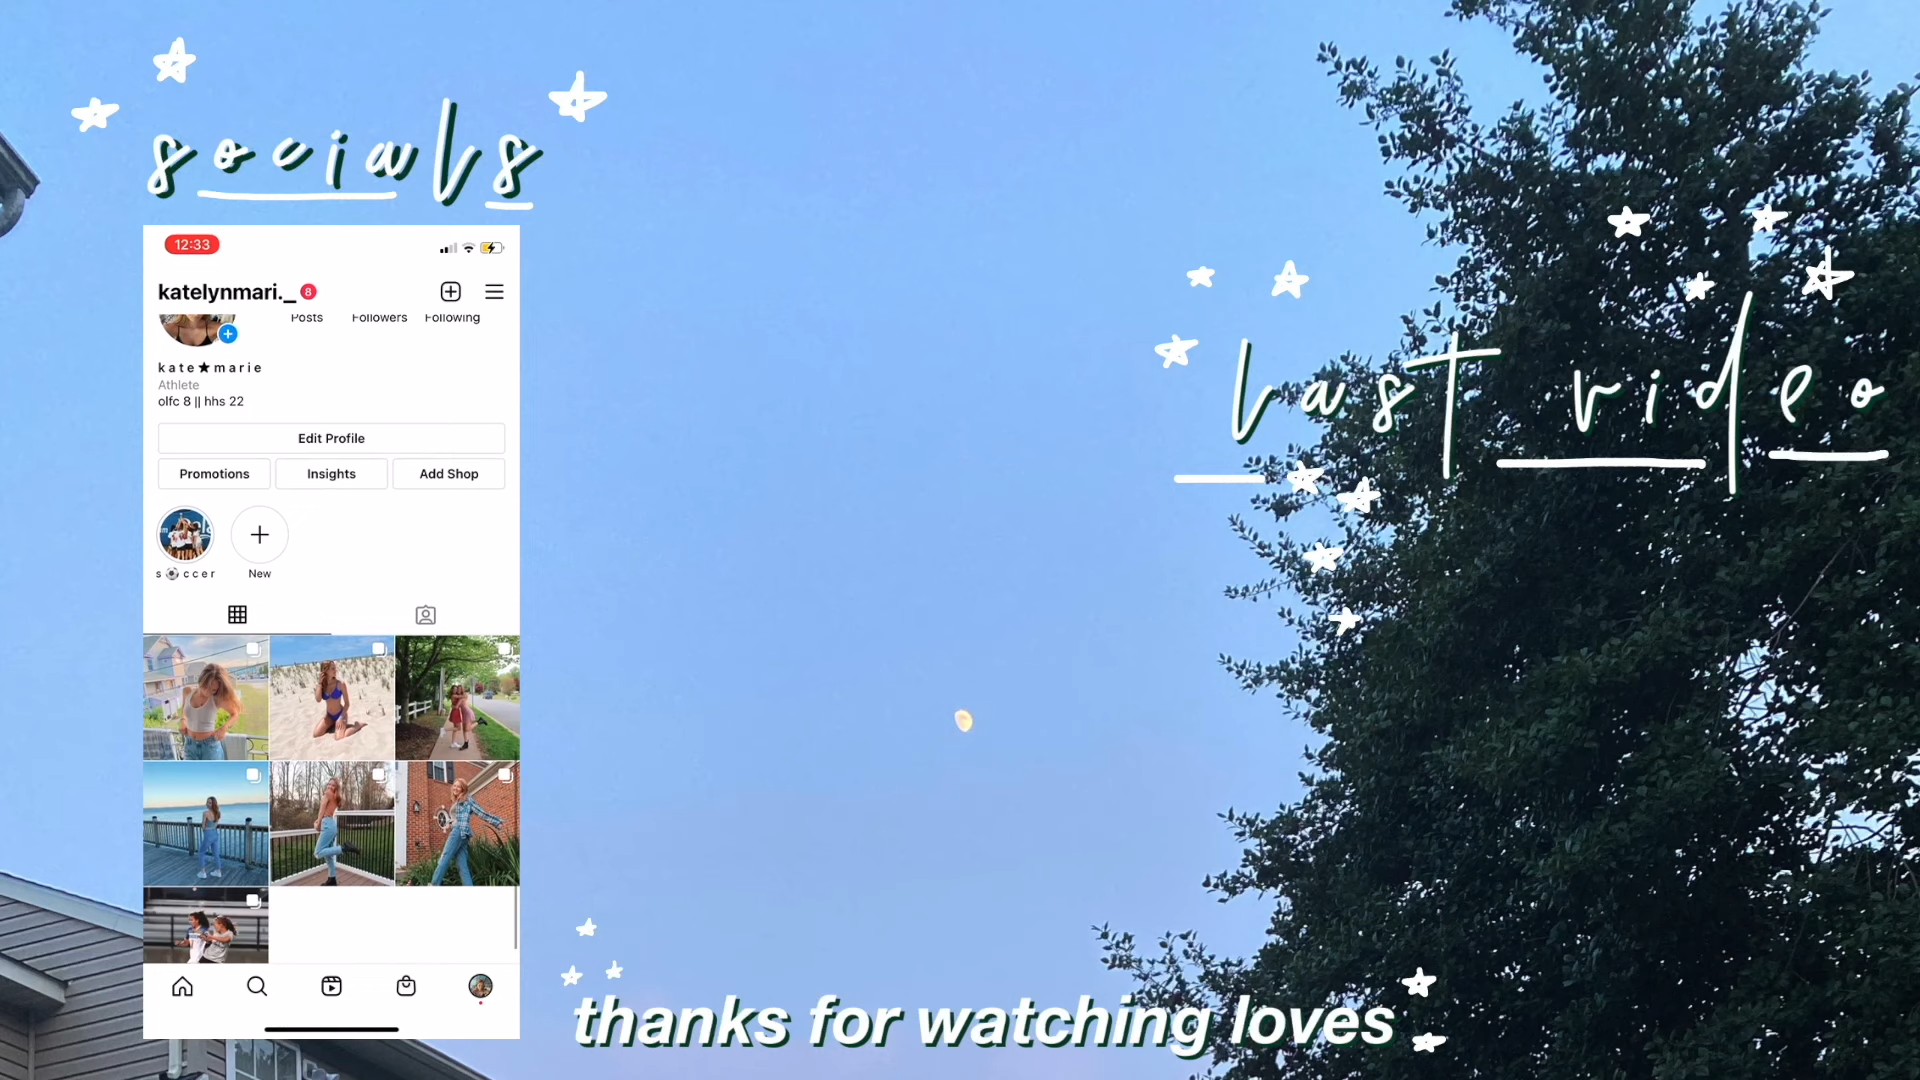 socials
12:33
katelynmari._ 8
Posts Followers Following
kate★marie
Athlete
olfc 8 || hhs 22
Edit Profile
Promotions Insights Add Shop
s⚽ccer New
last video
thanks for watching loves